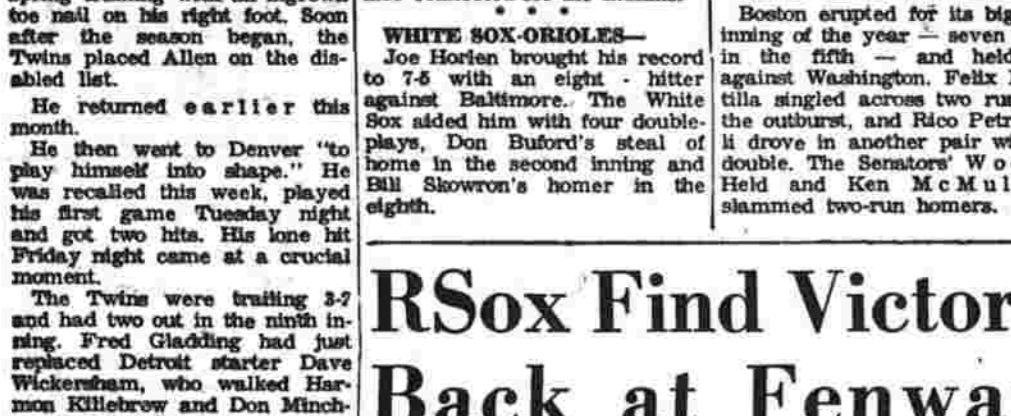 toe nail on his right foot. Soon
after the season began, the
Twins placed Allen on the dis-
abled list.
He returned earlier this
month.
He then went to Denver "to
play himself into shape." He
was recalled this week, played
his first game Tuesday night
and got two hits. His lone hit
Friday night came at a crucial
moment.
The Twins were trailing 3-2
and had two out in the ninth in-
ning. Fred Gladding had just
replaced Detroit starter Dave
Wickersham, who walked Har-
mon Killebrew and Don Minch-
* * *
WHITE SOX-ORIOLES—
Joe Horlen brought his record
to 7-5 with an eight - hitter
against Baltimore. The White
Sox aided him with four double-
plays, Don Buford's steal of
home in the second inning and
Bill Skowron's homer in the
eighth.
Boston erupted for its big
inning of the year — seven
in the fifth — and held
against Washington. Felix
tilla singled across two run
the outburst, and Rico Petr
li drove in another pair wi
double. The Senators' Wo
Held and Ken McMul
slammed two-run homers.
RSox Find Victor
Back at Fenwa